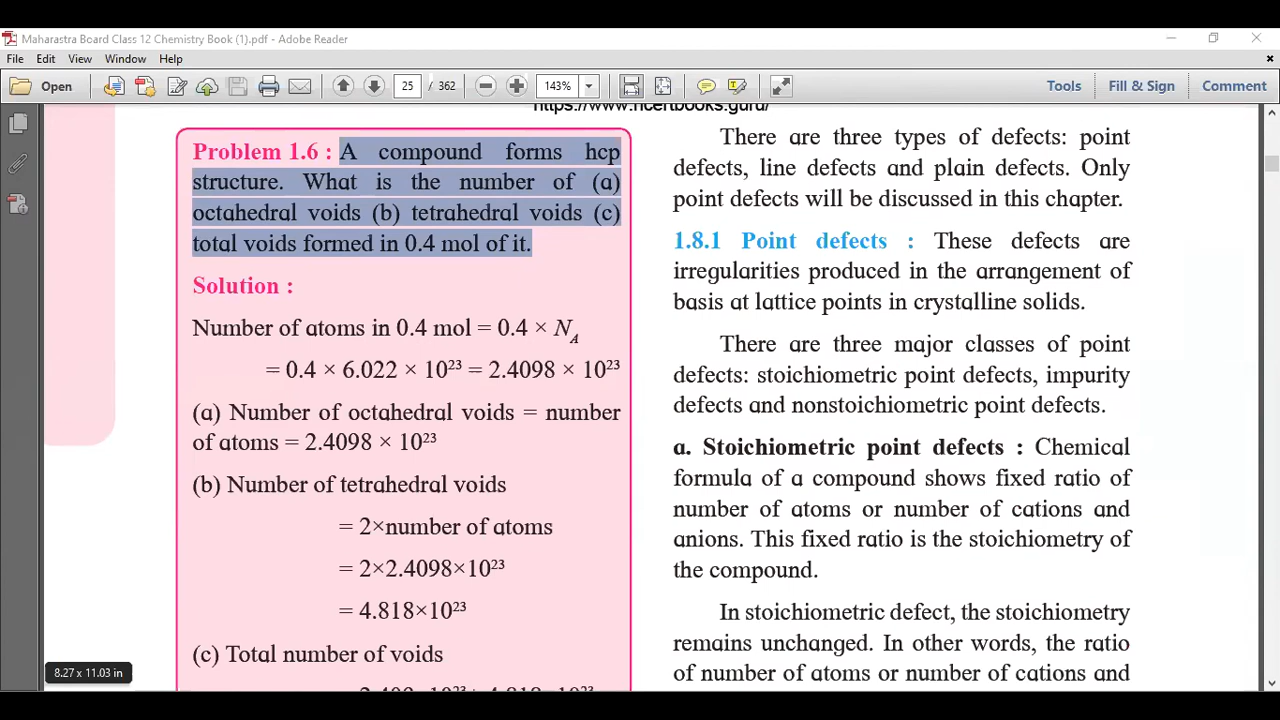 Maharastra Board Class 12 Chemistry Book (1).pdf - Adobe Reader
File Edit View Window Help
Open 25 / 362 143% Tools Fill & Sign Comment
https://www.ncertbooks.guru/
Problem 1.6 : A compound forms hcp
structure. What is the number of (a)
octahedral voids (b) tetrahedral voids (c)
total voids formed in 0.4 mol of it.
Solution :
Number of atoms in 0.4 mol = 0.4 × N_A
= 0.4 × 6.022 × 10²³ = 2.4098 × 10²³
(a) Number of octahedral voids = number
of atoms = 2.4098 × 10²³
(b) Number of tetrahedral voids
= 2×number of atoms
= 2×2.4098×10²³
= 4.818×10²³
(c) Total number of voids
8.27 x 11.03 in
There are three types of defects: point
defects, line defects and plain defects. Only
point defects will be discussed in this chapter.
1.8.1 Point defects : These defects are
irregularities produced in the arrangement of
basis at lattice points in crystalline solids.
There are three major classes of point
defects: stoichiometric point defects, impurity
defects and nonstoichiometric point defects.
a. Stoichiometric point defects : Chemical
formula of a compound shows fixed ratio of
number of atoms or number of cations and
anions. This fixed ratio is the stoichiometry of
the compound.
In stoichiometric defect, the stoichiometry
remains unchanged. In other words, the ratio
of number of atoms or number of cations and